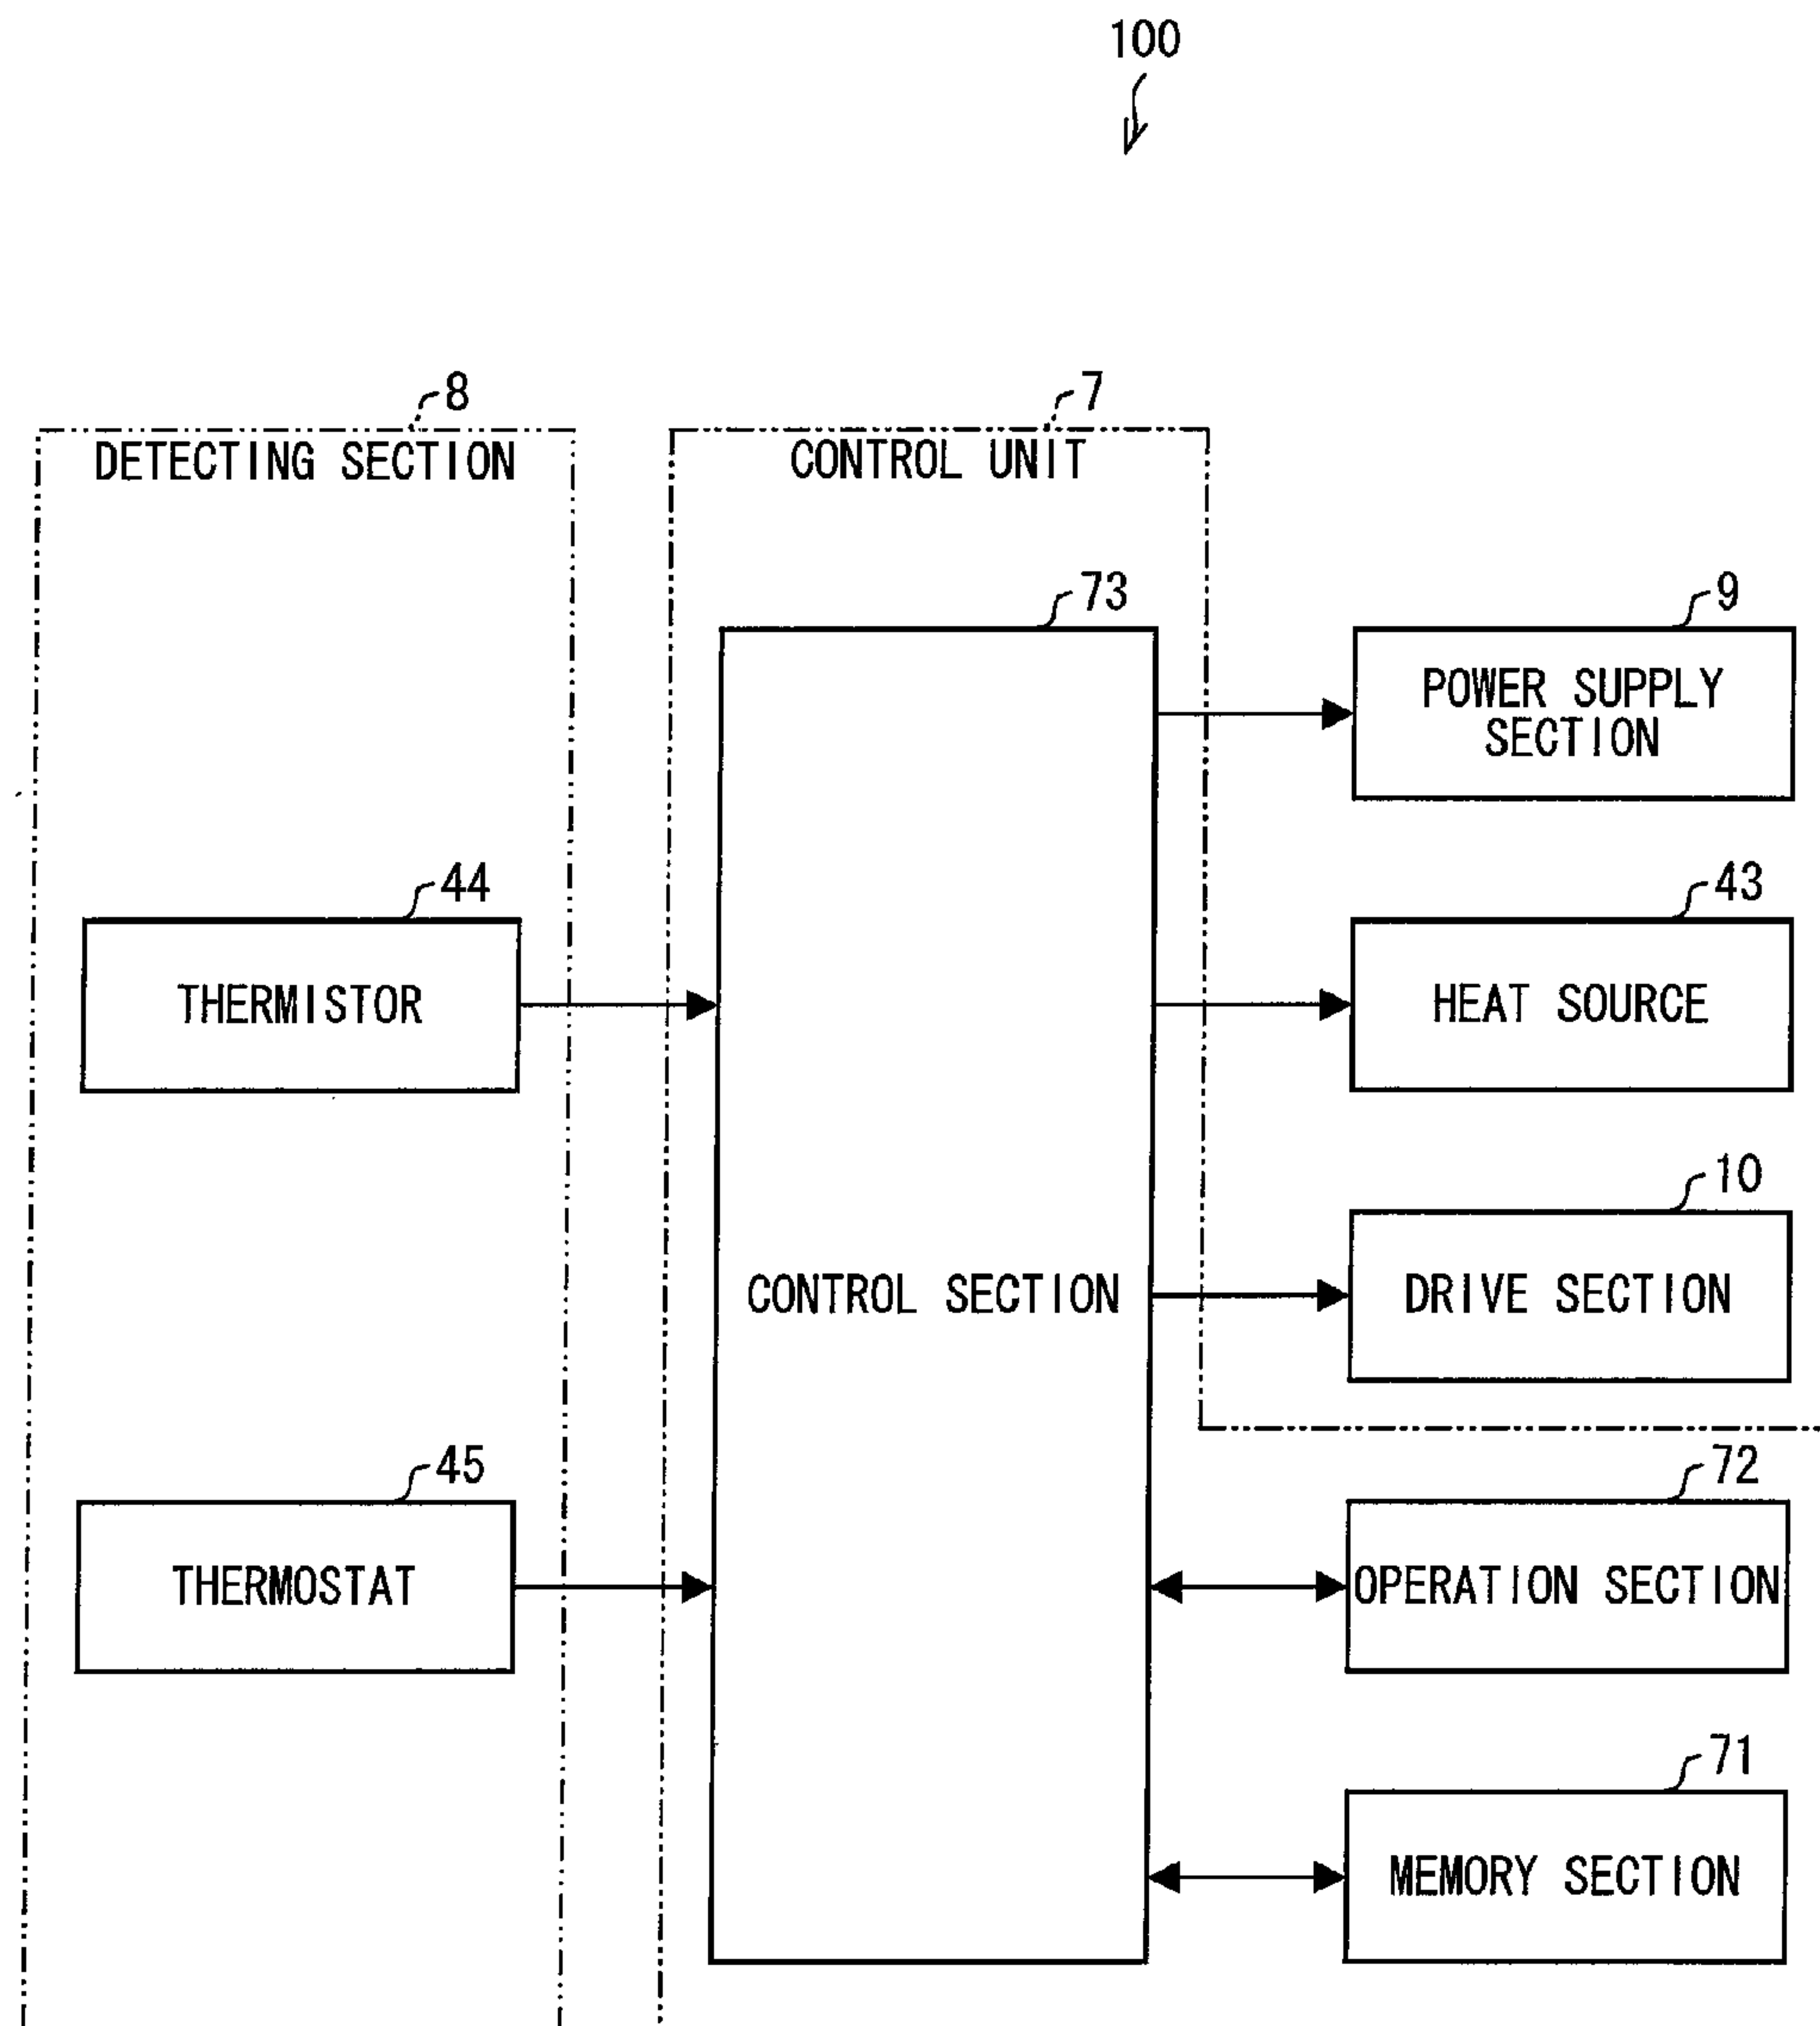 100
8
7
DETECTING SECTION
CONTROL UNIT
73
9
POWER SUPPLY
SECTION
44
43
THERMISTOR
HEAT SOURCE
10
CONTROL SECTION
DRIVE SECTION
45
72
THERMOSTAT
OPERATION SECTION
71
MEMORY SECTION